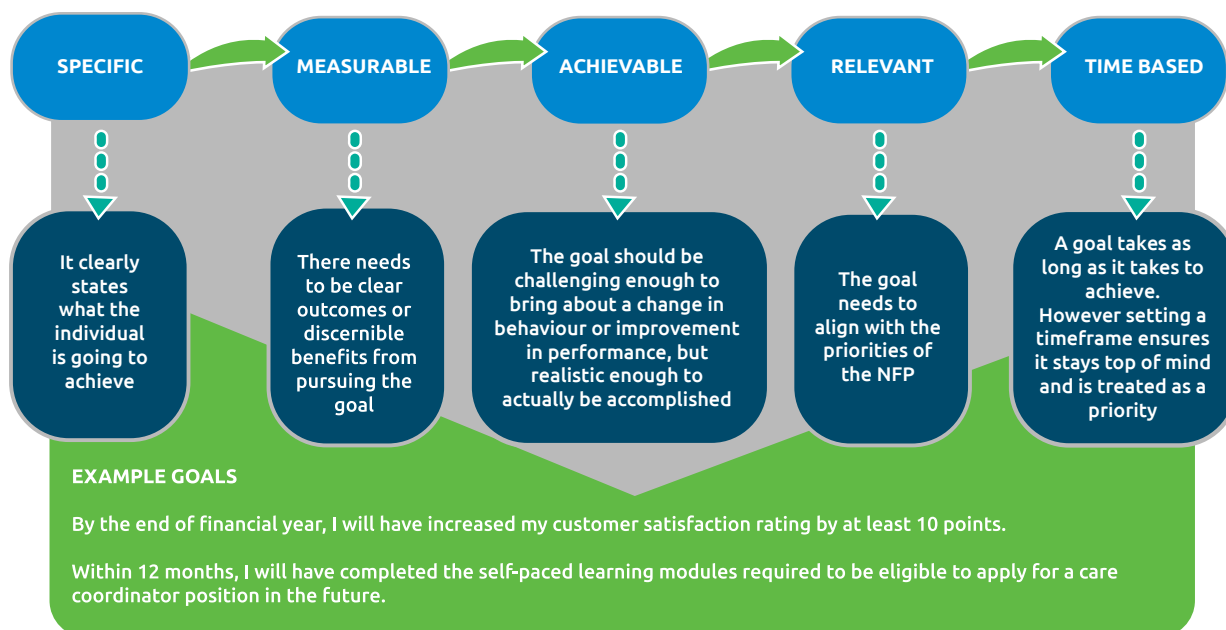 SPECIFIC
MEASURABLE
ACHIEVABLE
RELEVANT
TIME BASED
It clearly
states
what the
individual
is going to
achieve
There needs
to be clear
outcomes or
discernible
benefits from
pursuing the
goal
The goal should be
challenging enough to
bring about a change in
behaviour or improvement
in performance, but
realistic enough to
actually be accomplished
The goal
needs to
align with the
priorities of
the NFP
A goal takes as
long as it takes to
achieve.
However setting a
timeframe ensures
it stays top of mind
and is treated as a
priority
EXAMPLE GOALS
By the end of financial year, I will have increased my customer satisfaction rating by at least 10 points.
Within 12 months, I will have completed the self-paced learning modules required to be eligible to apply for a care
coordinator position in the future.